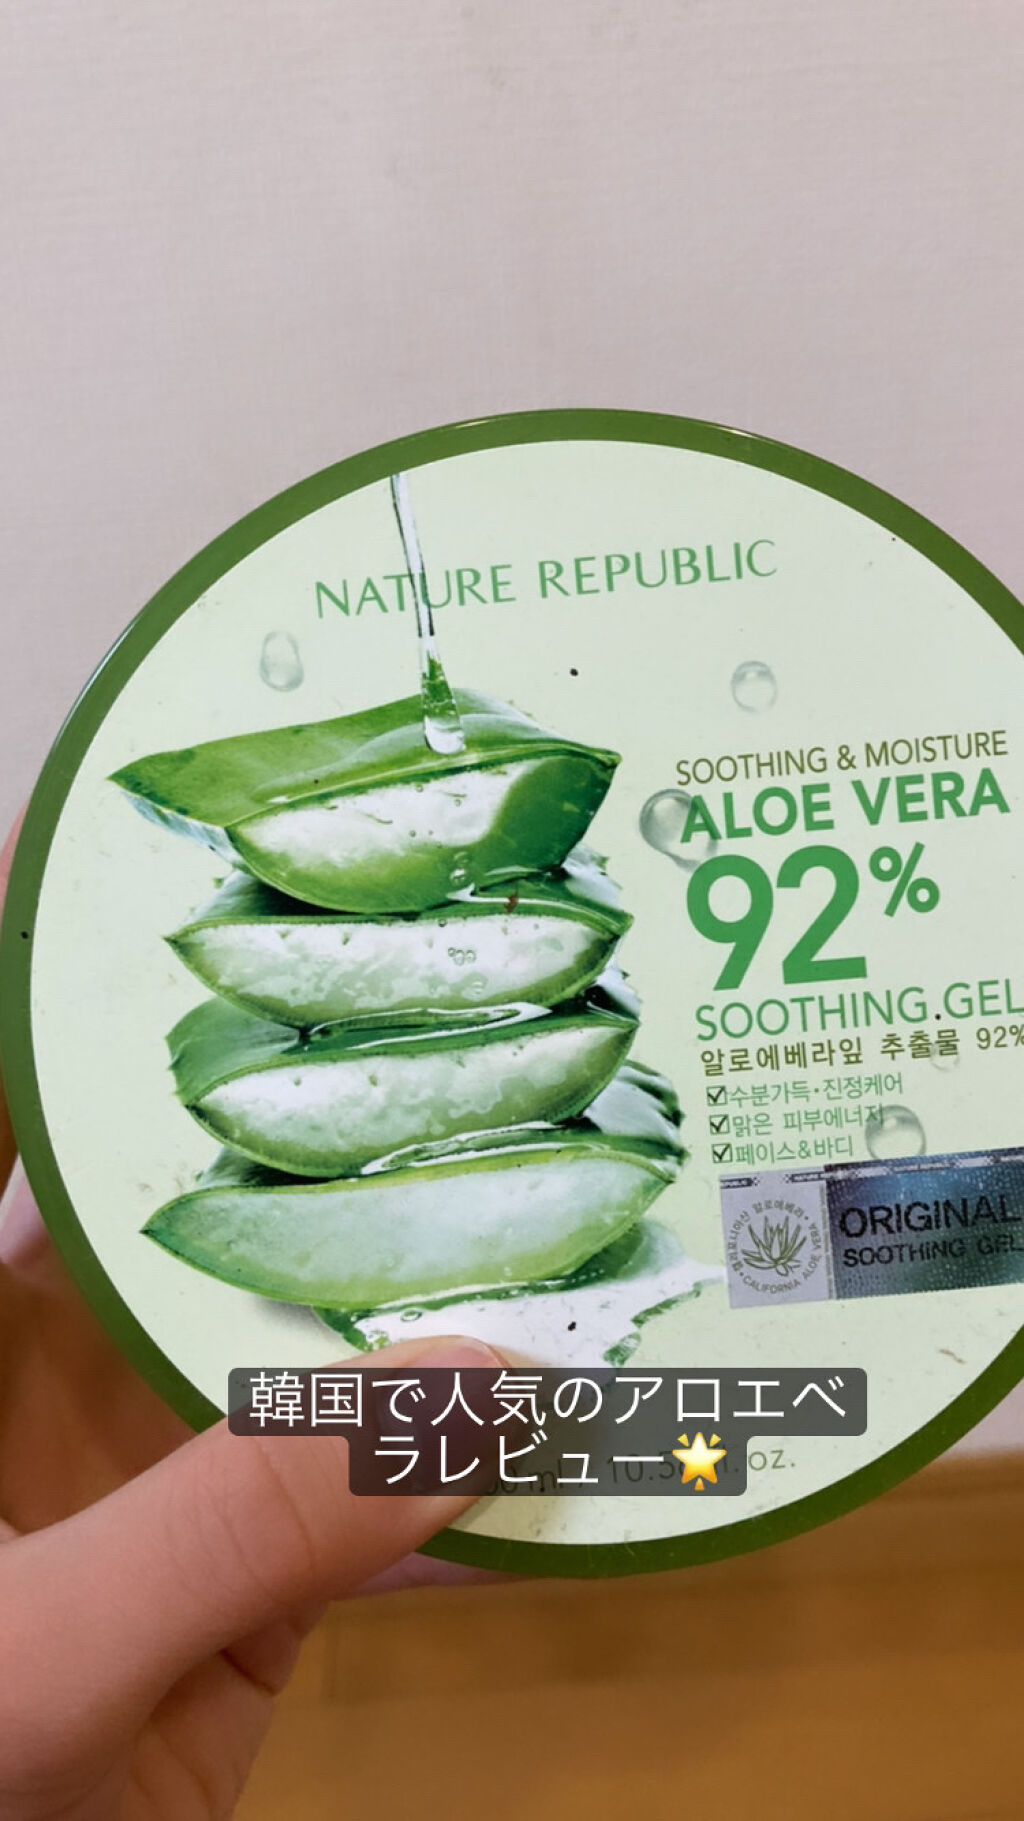 NATURE REPUBLIC
SOOTHING & MOISTURE
ALOE VERA
92%
SOOTHING GEL
알로에베라잎 추출물 92%
수분가득·진정케어
맑은 피부에너지
페이스&바디
ORIGINAL
SOOTHING GEL
CALIFORNIA ALOE VERA
韓国で人気のアロエベ
ラレビュー🌟
oz.